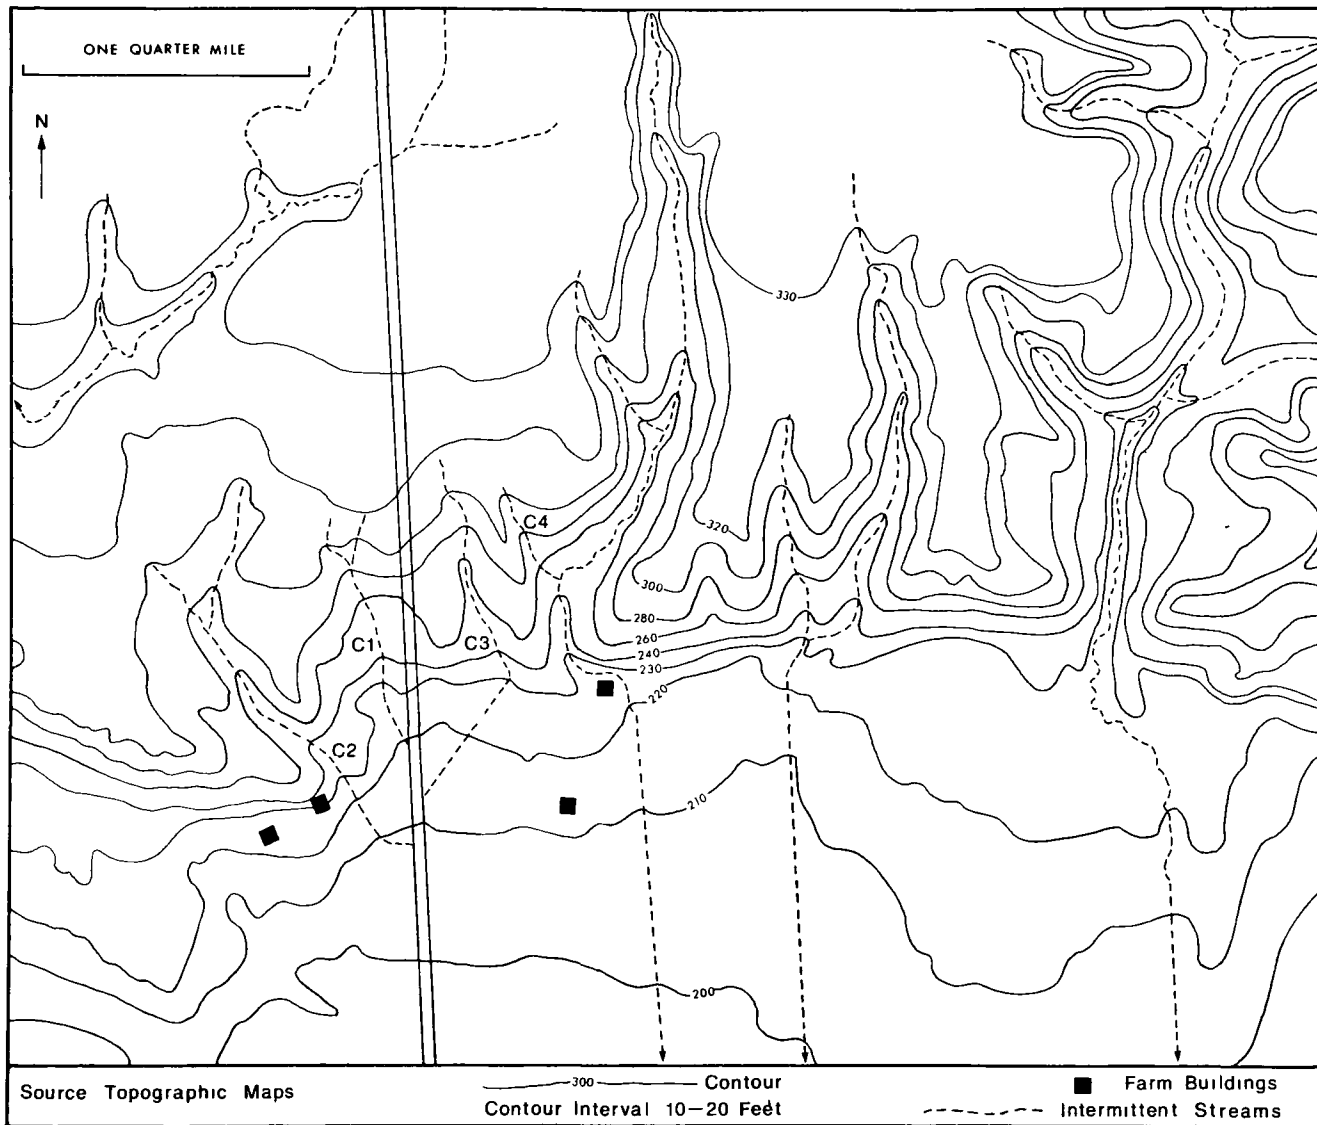 ONE QUARTER MILE
N
330
C4
320
300
280
C1
C3
260
240
230
220
C2
210
200
Source Topographic Maps
300 Contour
Contour Interval 10–20 Feet
Farm Buildings
Intermittent Streams